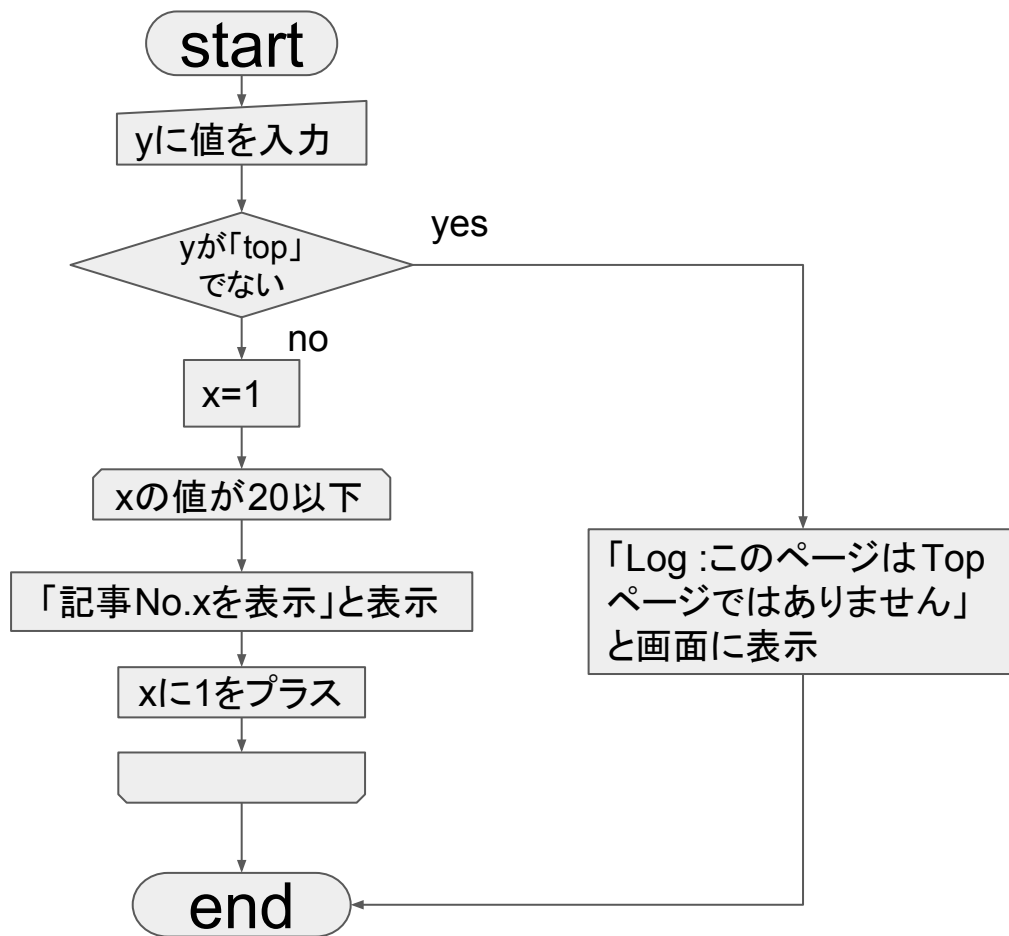 start
yに値を入力
yが「top」
でない
yes
no
x=1
xの値が20以下
「記事No.xを表示」と表示
xに1をプラス
「Log :このページはTop
ページではありません」
と画面に表示
end